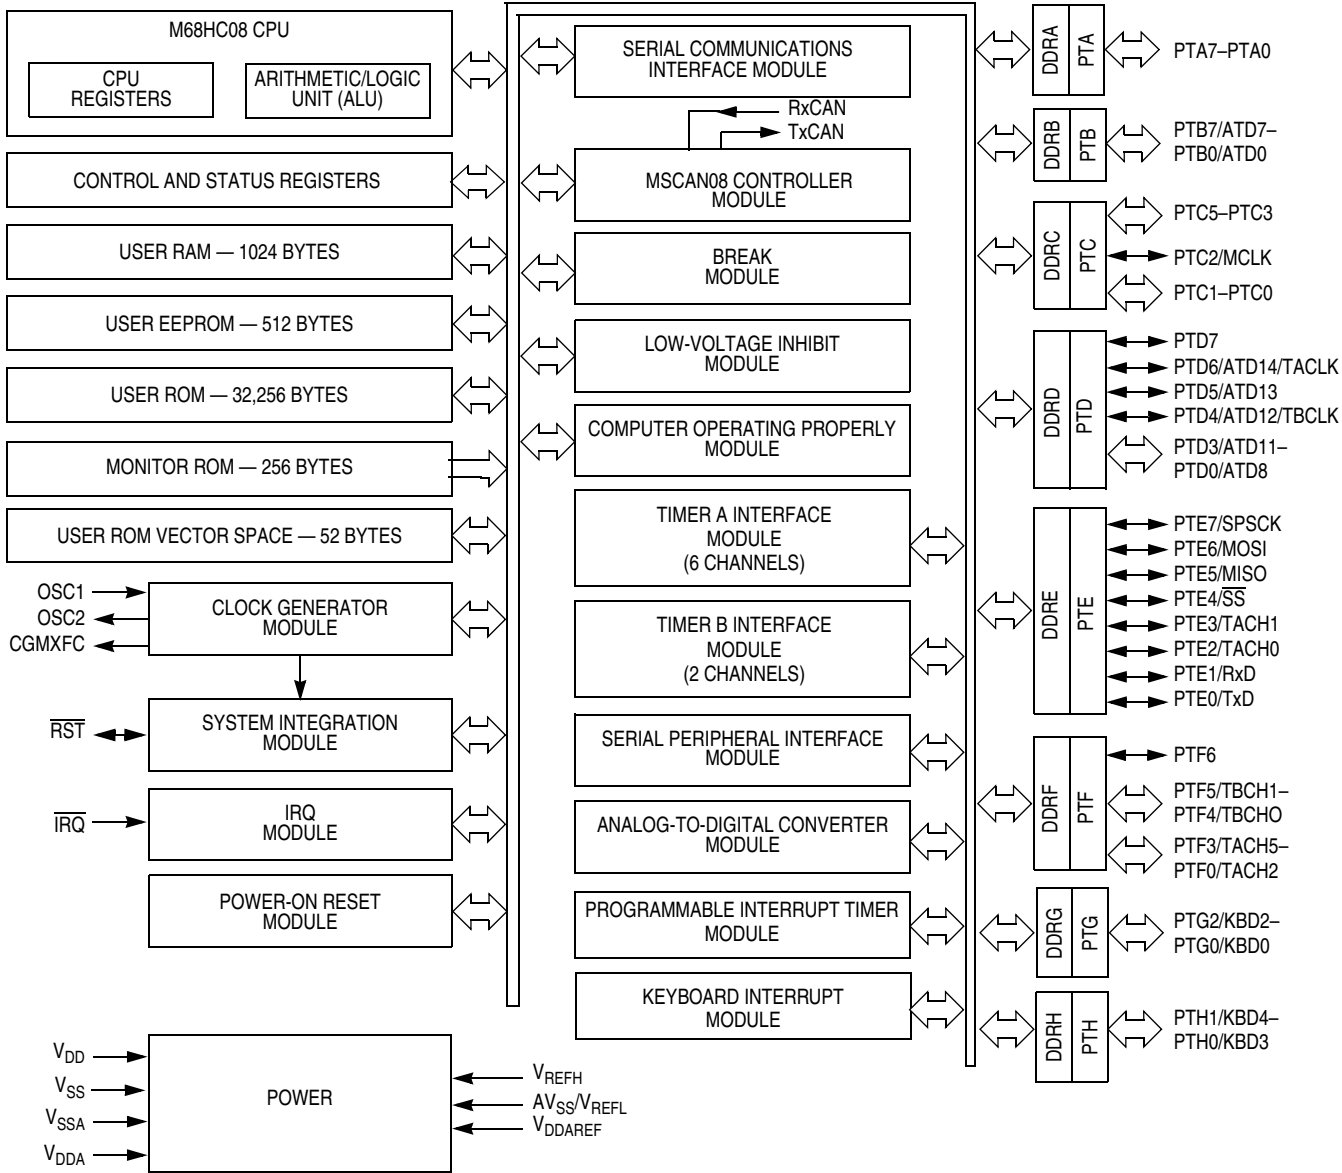 M68HC08 CPU
CPU
REGISTERS
ARITHMETIC/LOGIC
UNIT (ALU)
CONTROL AND STATUS REGISTERS
USER RAM — 1024 BYTES
USER EEPROM — 512 BYTES
USER ROM — 32,256 BYTES
MONITOR ROM — 256 BYTES
USER ROM VECTOR SPACE — 52 BYTES
OSC1
OSC2
CGMXFC
CLOCK GENERATOR
MODULE
RST
SYSTEM INTEGRATION
MODULE
IRQ
IRQ
MODULE
POWER-ON RESET
MODULE
VDD
VSS
VSSA
VDDA
POWER
VREFH
AVSS/VREFL
VDDAREF
SERIAL COMMUNICATIONS
INTERFACE MODULE
RxCAN
TxCAN
MSCAN08 CONTROLLER
MODULE
BREAK
MODULE
LOW-VOLTAGE INHIBIT
MODULE
COMPUTER OPERATING PROPERLY
MODULE
TIMER A INTERFACE
MODULE
(6 CHANNELS)
TIMER B INTERFACE
MODULE
(2 CHANNELS)
SERIAL PERIPHERAL INTERFACE
MODULE
ANALOG-TO-DIGITAL CONVERTER
MODULE
PROGRAMMABLE INTERRUPT TIMER
MODULE
KEYBOARD INTERRUPT
MODULE
DDRA
PTA
PTA7–PTA0
DDRB
PTB
PTB7/ATD7–
PTB0/ATD0
DDRC
PTC
PTC5–PTC3
PTC2/MCLK
PTC1–PTC0
DDRD
PTD
PTD7
PTD6/ATD14/TACLK
PTD5/ATD13
PTD4/ATD12/TBCLK
PTD3/ATD11–
PTD0/ATD8
DDRE
PTE
PTE7/SPSCK
PTE6/MOSI
PTE5/MISO
PTE4/SS
PTE3/TACH1
PTE2/TACH0
PTE1/RxD
PTE0/TxD
DDRF
PTF
PTF6
PTF5/TBCH1–
PTF4/TBCHO
PTF3/TACH5–
PTF0/TACH2
DDRG
PTG
PTG2/KBD2–
PTG0/KBD0
DDRH
PTH
PTH1/KBD4–
PTH0/KBD3